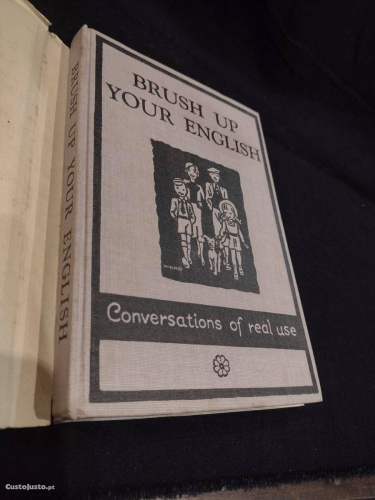 BRUSH UP
YOUR ENGLISH
Conversations of real use
BRUSH UP YOUR ENGLISH
CustoJusto.pt